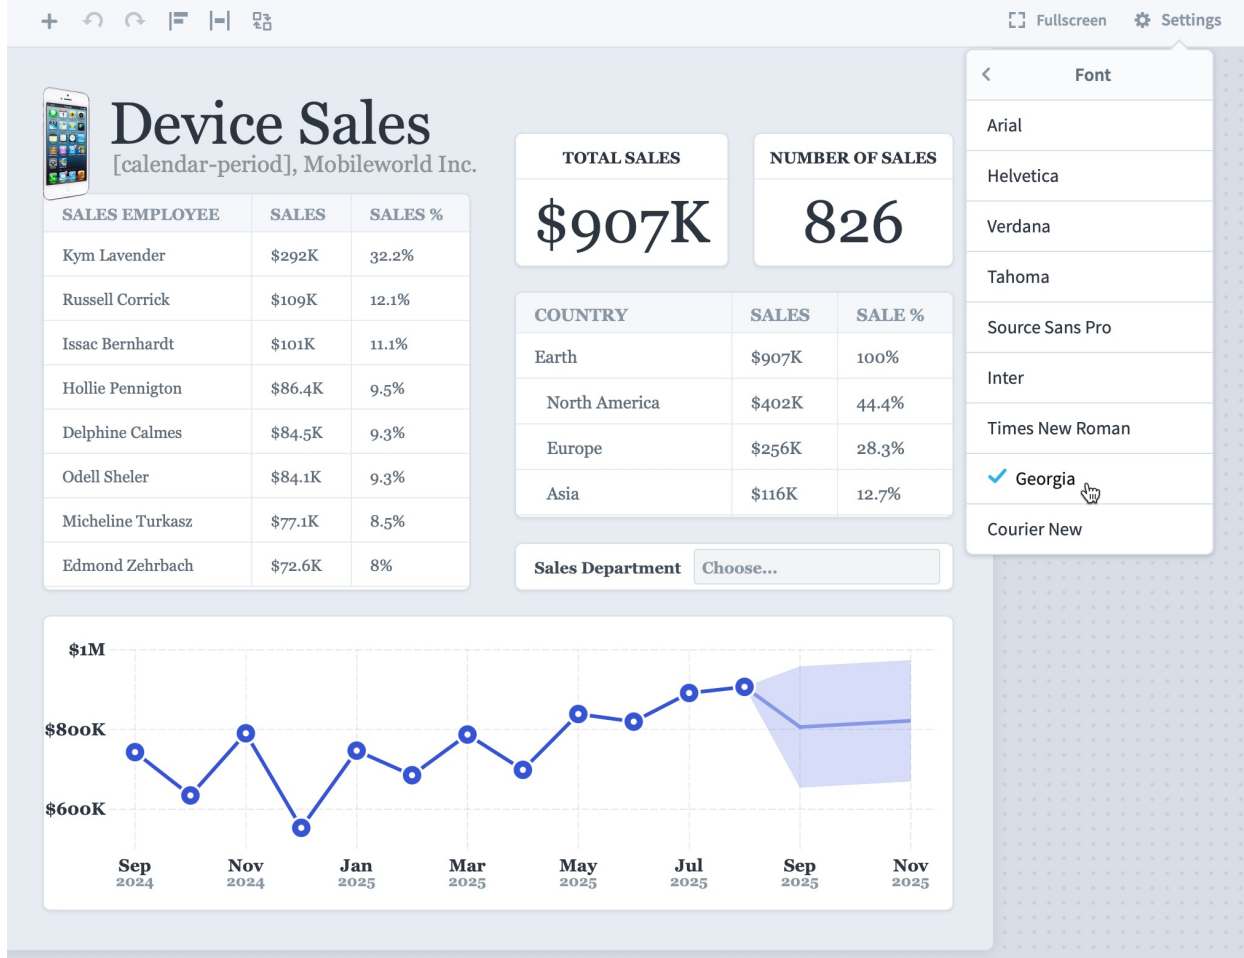 Fullscreen Settings
Font
Arial
Helvetica
Verdana
Tahoma
Source Sans Pro
Inter
Times New Roman
Georgia
Courier New
Device Sales
[calendar-period], Mobileworld Inc.
SALES EMPLOYEE SALES SALES %
Kym Lavender $292K 32.2%
Russell Corrick $109K 12.1%
Issac Bernhardt $101K 11.1%
Hollie Pennigton $86.4K 9.5%
Delphine Calmes $84.5K 9.3%
Odell Sheler $84.1K 9.3%
Micheline Turkasz $77.1K 8.5%
Edmond Zehrbach $72.6K 8%
TOTAL SALES
$907K
NUMBER OF SALES
826
COUNTRY SALES SALE %
Earth $907K 100%
North America $402K 44.4%
Europe $256K 28.3%
Asia $116K 12.7%
Sales Department Choose...
$1M
$800K
$600K
Sep Nov Jan Mar May Jul Sep Nov
2024 2024 2025 2025 2025 2025 2025 2025